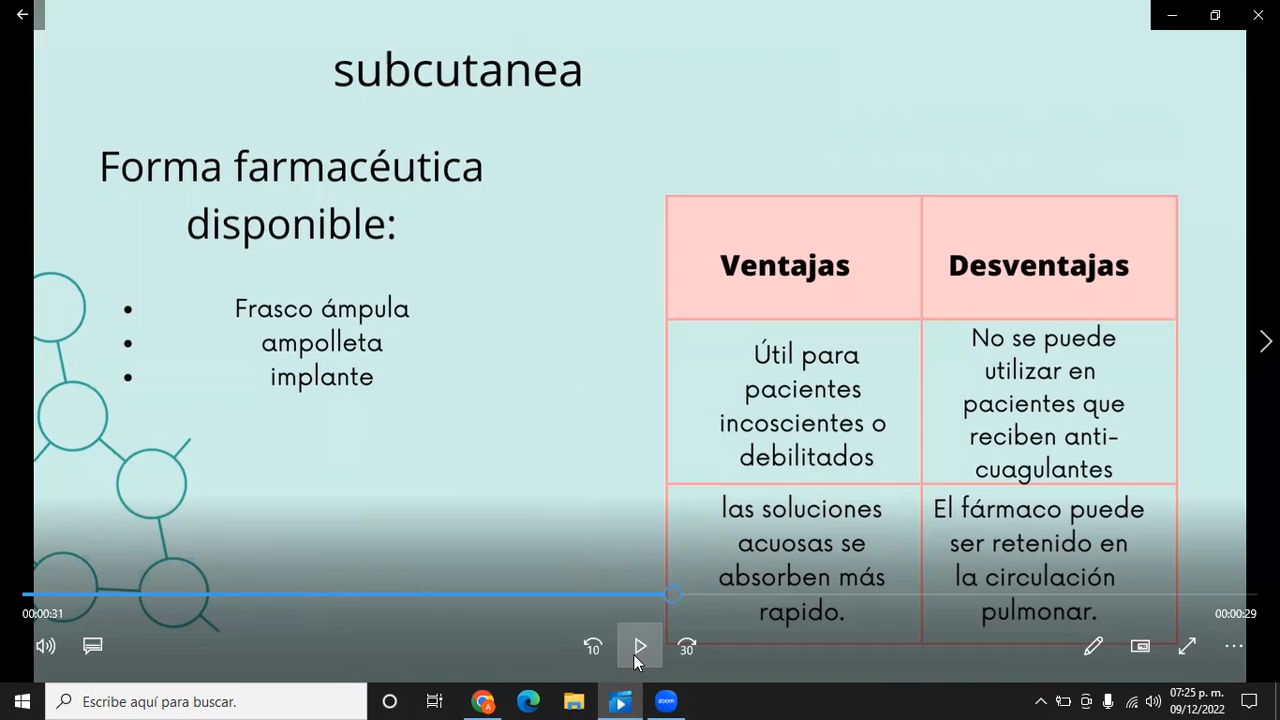 subcutanea
Forma farmacéutica
disponible:
Frasco ámpula
ampolleta
implante
Ventajas
Desventajas
Útil para
pacientes
incoscientes o
debilitados
No se puede
utilizar en
pacientes que
reciben anti-
cuagulantes
las soluciones
acuosas se
absorben más
rapido.
El fármaco puede
ser retenido en
la circulación
pulmonar.
00:00:31
00:00:29
10
30
Escribe aquí para buscar.
A
zoom
07:25 p. m.
09/12/2022